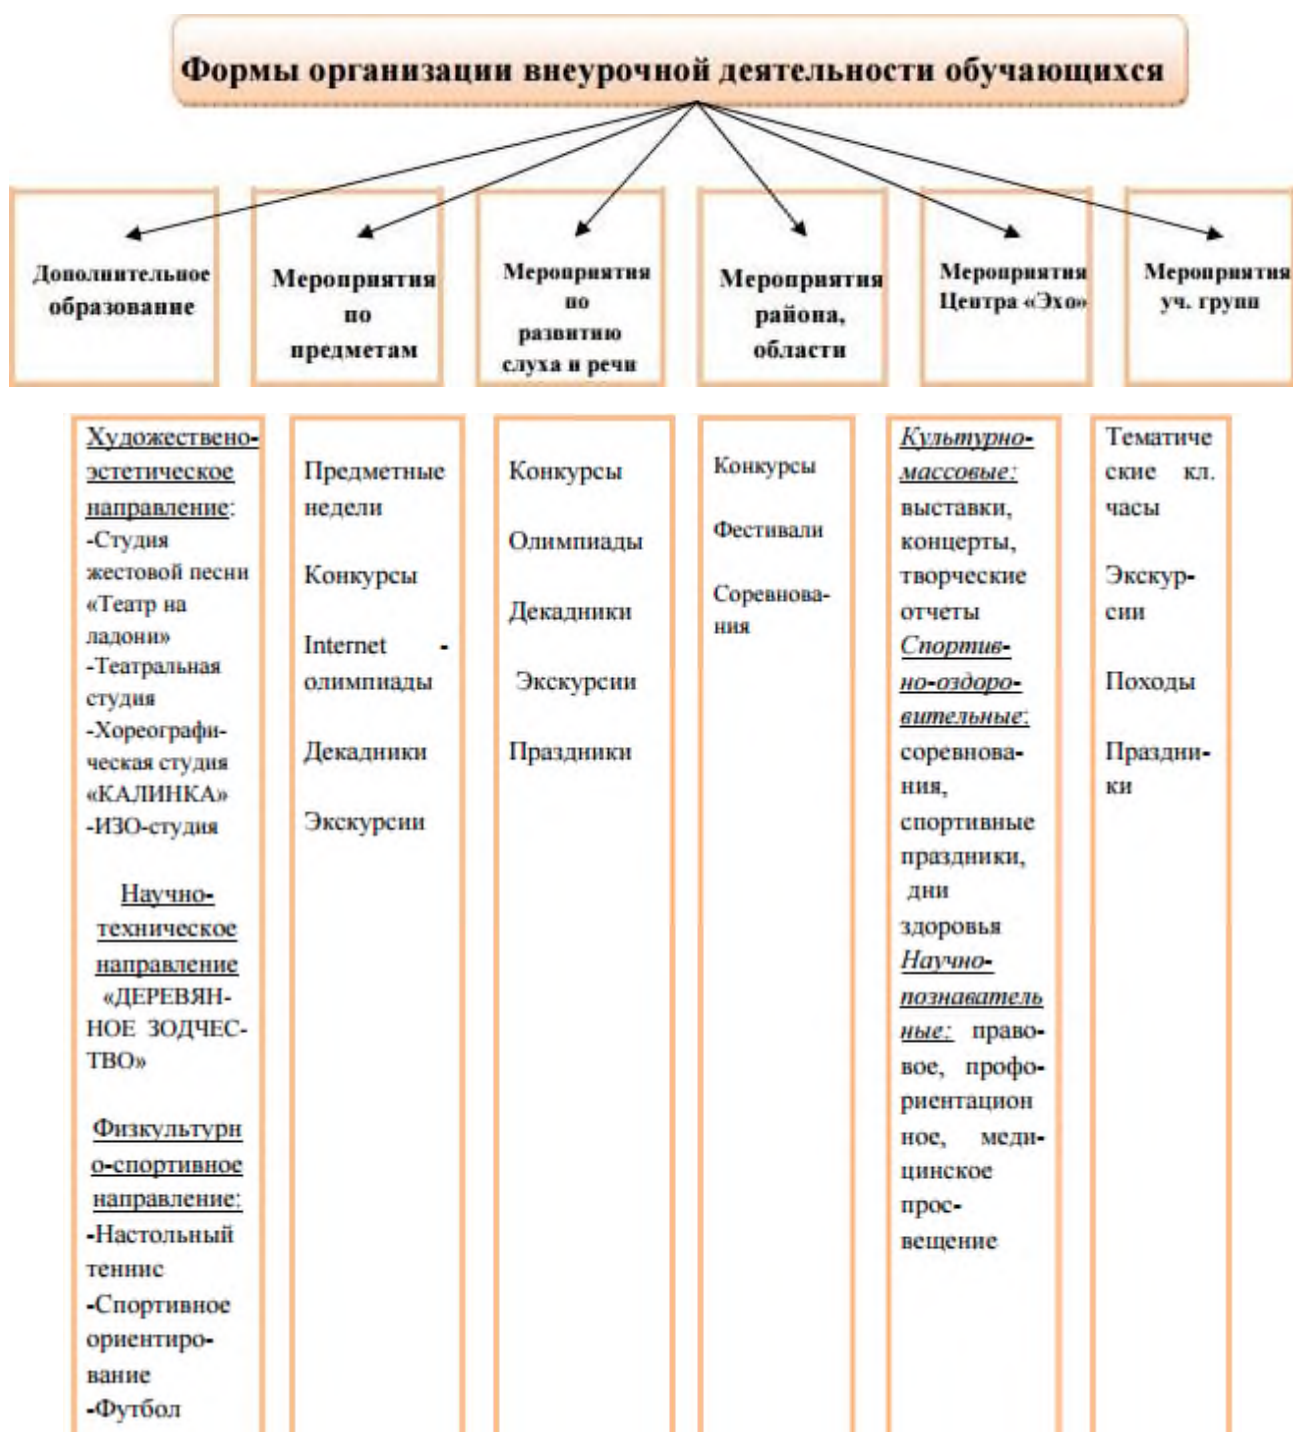 Формы организации внеурочной деятельности обучающихся
Дополнительное
образование
Мероприятия
по
предметам
Мероприятия
по
развитию
слуха и речи
Мероприятия
района,
области
Мероприятия
Центра «Эхо»
Мероприятия
уч. групп
Художествено-
эстетическое
направление:
-Студия
жестовой песни
«Театр на
ладони»
-Театральная
студия
-Хореографи-
ческая студия
«КАЛИНКА»
-ИЗО-студия
Научно-
техническое
направление
«ДЕРЕВЯН-
НОЕ ЗОДЧЕС-
ТВО»
Физкультурн
о-спортивное
направление:
-Настольный
теннис
-Спортивное
ориентиро-
вание
-Футбол
Предметные
недели
Конкурсы
Internet -
олимпиады
Декадники
Экскурсии
Конкурсы
Олимпиады
Декадники
Экскурсии
Праздники
Конкурсы
Фестивали
Соревнова-
ния
Культурно-
массовые:
выставки,
концерты,
творческие
отчеты
Спортив-
но-оздоро-
вительные:
соревнова-
ния,
спортивные
праздники,
дни
здоровья
Научно-
познаватель
ные: право-
вое, профо-
риентацион
ное, меди-
цинское
прос-
вещение
Тематиче
ские кл.
часы
Экскур-
сии
Походы
Праздни-
ки